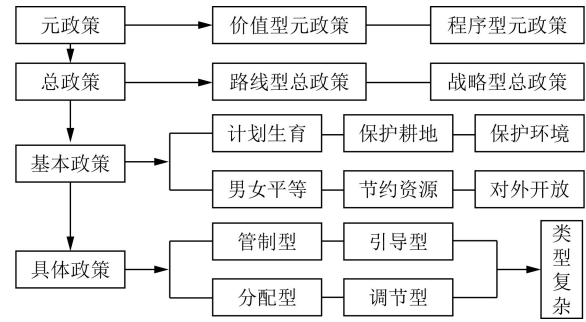 元政策
价值型元政策
程序型元政策
总政策
路线型总政策
战略型总政策
计划生育
保护耕地
保护环境
基本政策
男女平等
节约资源
对外开放
管制型
引导型
具体政策
分配型
调节型
类型复杂